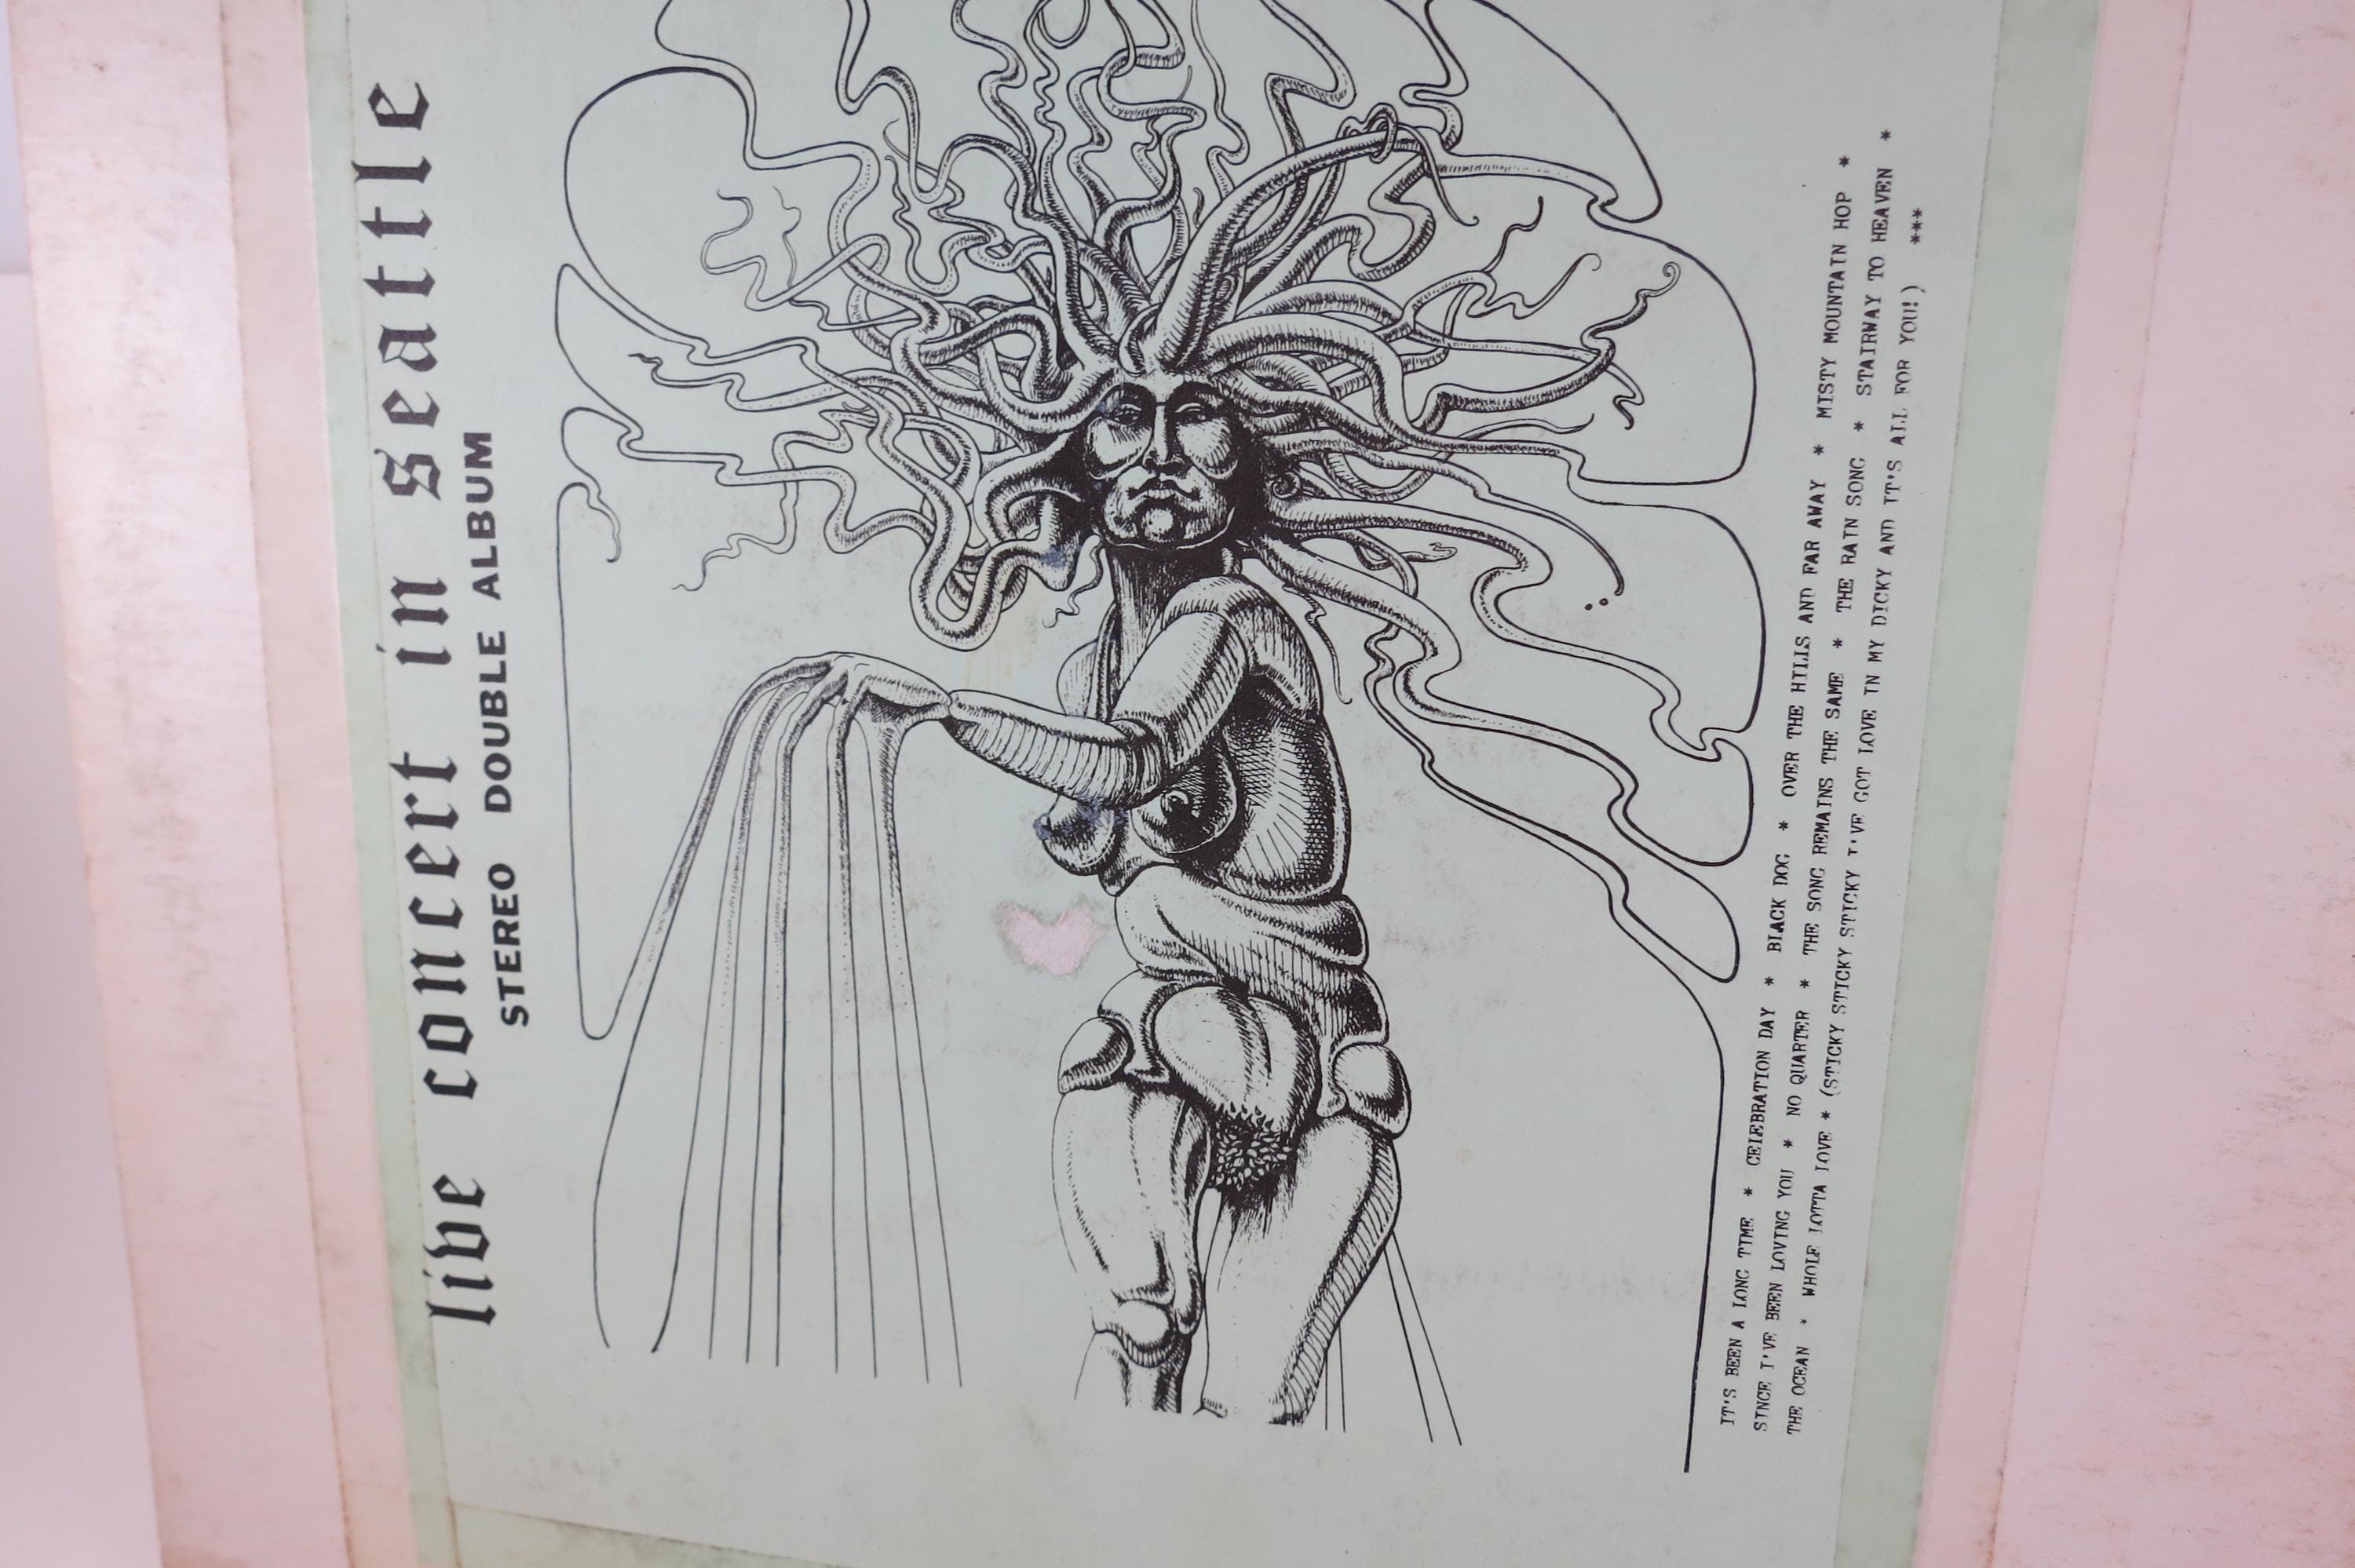 live concert in seattle
STEREO DOUBLE ALBUM
IT'S BEEN A LONG TIME * CELEBRATION DAY * BLACK DOG * OVER THE HILLS AND FAR AWAY * MISTY MOUNTAIN HOP *
SINCE I'VE BEEN LOVING YOU * NO QUARTER * THE SONG REMAINS THE SAME * THE RAIN SONG * STAIRWAY TO HEAVEN *
THE OCEAN * WHOLE LOTTA LOVE * (STICKY STICKY STICKY I'VE GOT LOVE IN MY DICKY AND IT'S ALL FOR YOU!!) ***